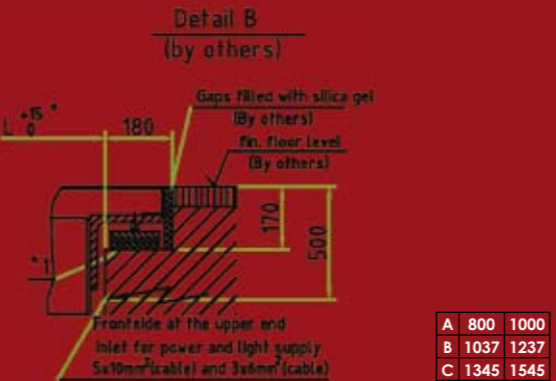 Detail B
(by others)
Gaps filled with silica gel
(By others)
L +15 0
180
fin. floor level
(By others)
170
500
Frontside at the upper end
inlet for power and light supply
5x10mm²(cable) and 3x6mm²(cable)
A 800 1000
B 1037 1237
C 1345 1545